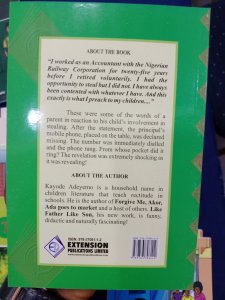 ABOUT THE BOOK
"I worked as an Accountant with the Nigerian
Railway Corporation for twenty-five years
before I retired voluntarily. I had the
opportunity to steal but I did not. I have always
been contented with whatever I have. And this
exactly is what I preach to my children...."
These were some of the words of a
parent in reaction to his child's involvement in
stealing. After the statement, the principal's
mobile phone, placed on the table, was declared
missing. The number was immediately dialled
and the phone rang. From whose pocket did it
ring? The revelation was extremely shocking as
it was revealing!
ABOUT THE AUTHOR
Kayode Adeyemo is a household name in
children literature that teach rectitude in
schools. He is the author of Forgive Me, Akor,
Ada goes to market and a host of others. Like
Father Like Son, his new work, is funny,
didactic and naturally fascinating!
EXTENSION
PUBLICATIONS LIMITED